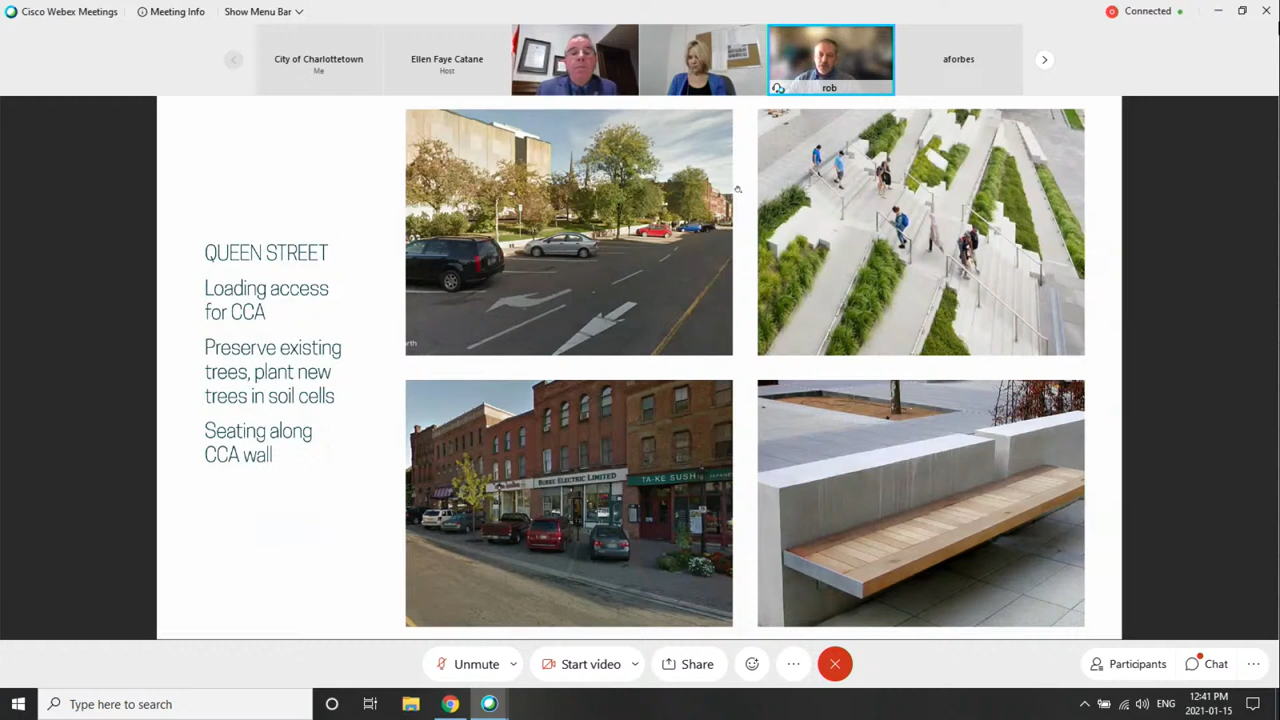 Cisco Webex Meetings
Meeting Info
Show Menu Bar
Connected
City of Charlottetown
Me
Ellen Faye Catane
Host
rob
aforbes
QUEEN STREET
Loading access
for CCA
Preserve existing
trees, plant new
trees in soil cells
Seating along
CCA wall
BURKE ELECTRIC LIMITED
TA-KE SUSHI
Unmute
Start video
Share
Participants
Chat
Type here to search
ENG
12:41 PM
2021-01-15